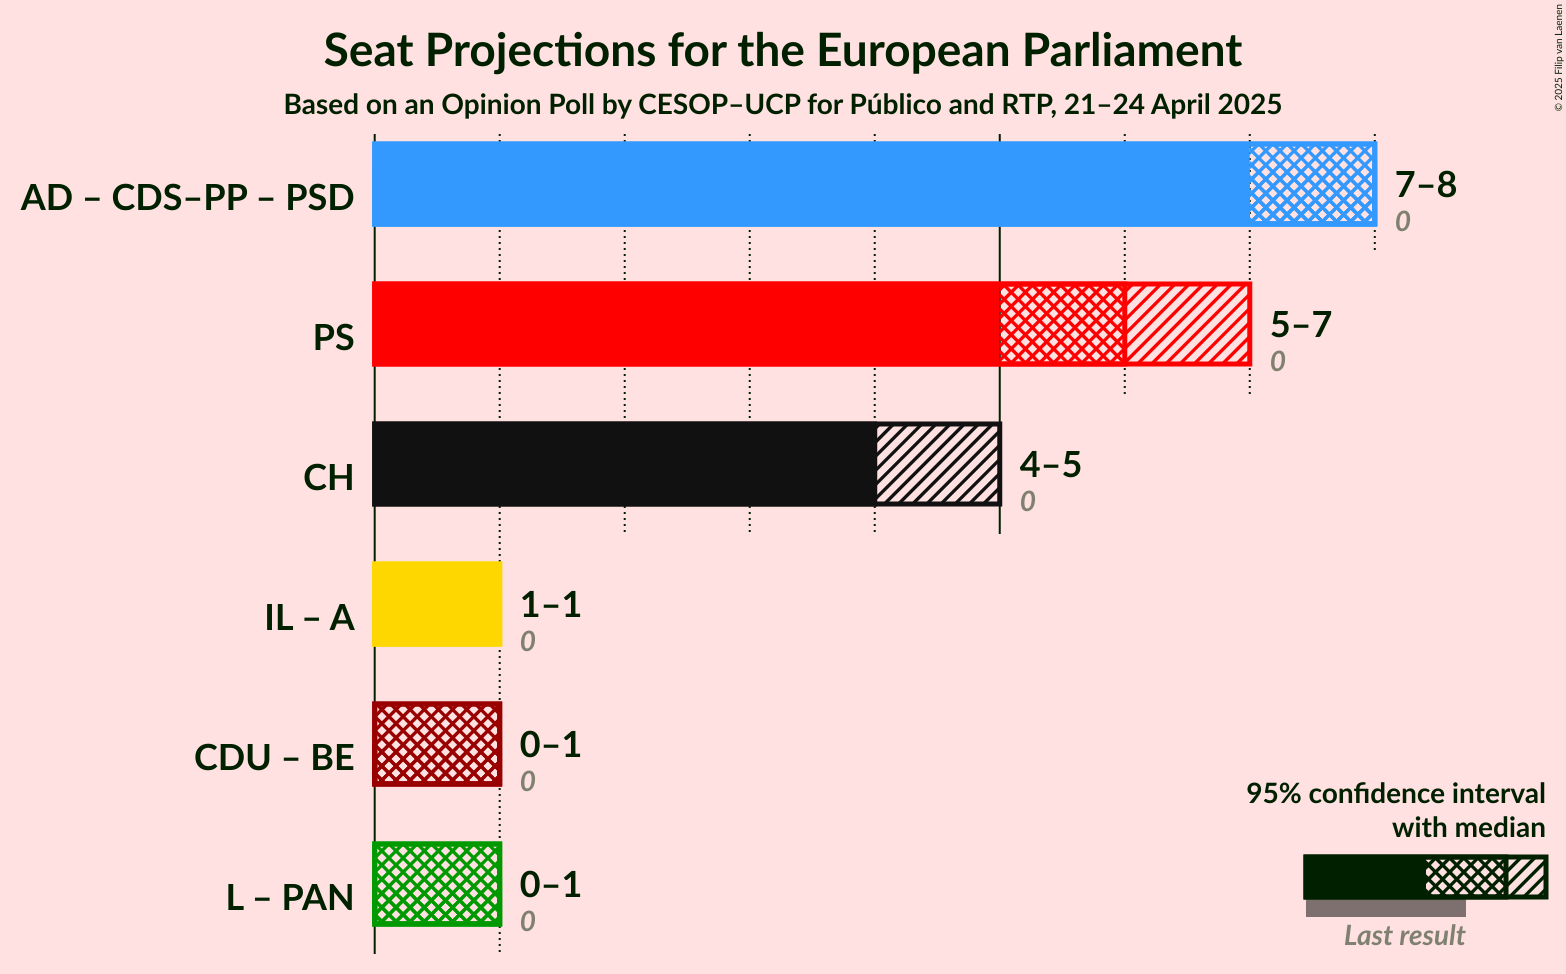 Seat Projections for the European Parliament
Based on an Opinion Poll by CESOP–UCP for Público and RTP, 21–24 April 2025
© 2025 Filip van Laenen
AD – CDS–PP – PSD
7–8
0
PS
5–7
0
CH
4–5
0
IL – A
1–1
0
CDU – BE
0–1
0
L – PAN
0–1
0
95% confidence interval
with median
Last result